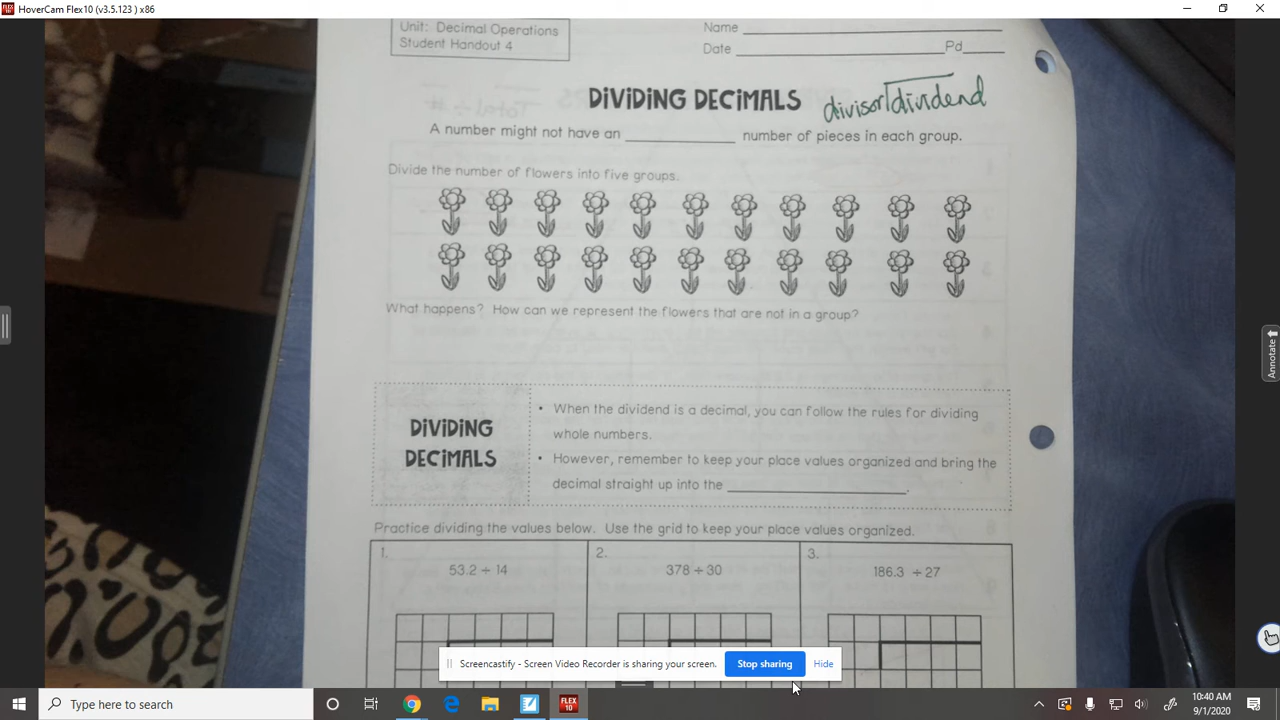 HoverCam Flex10 (v3.5.123 ) x86
Unit: Decimal Operations
Student Handout 4
Name
Date Pd
DIVIDING DECIMALS
divisor dividend
A number might not have an ____________ number of pieces in each group.
Divide the number of flowers into five groups.
What happens? How can we represent the flowers that are not in a group?
DIVIDING
DECIMALS
• When the dividend is a decimal, you can follow the rules for dividing
whole numbers.
• However, remember to keep your place values organized and bring the
decimal straight up into the ____________.
Practice dividing the values below. Use the grid to keep your place values organized.
1.
53.2 ÷ 14
2.
378 ÷ 30
3.
186.3 ÷ 27
Annotate
Screencastify - Screen Video Recorder is sharing your screen.
Stop sharing
Hide
Type here to search
FLEX
10
10:40 AM
9/1/2020